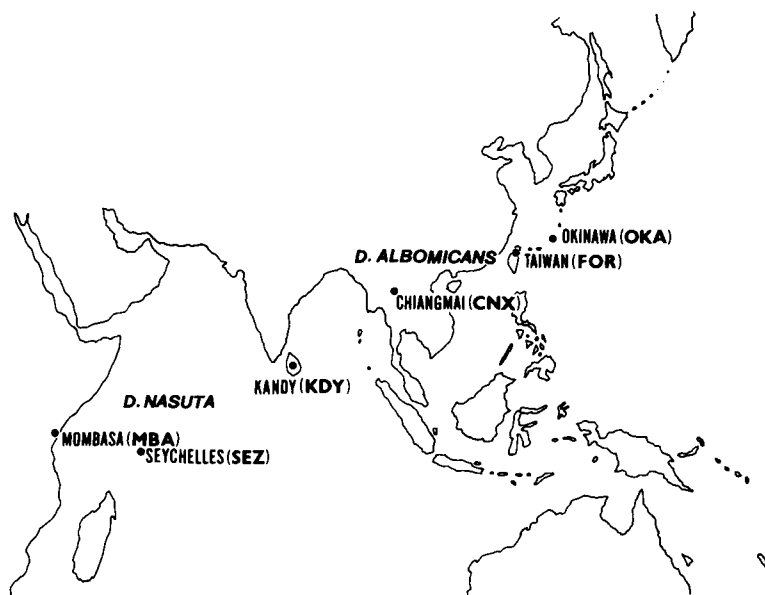 OKINAWA (OKA)
D. ALBOMICANS
TAIWAN (FOR)
CHIANGMAI (CNX)
KANDY (KDY)
D. NASUTA
MOMBASA (MBA)
SEYCHELLES (SEZ)